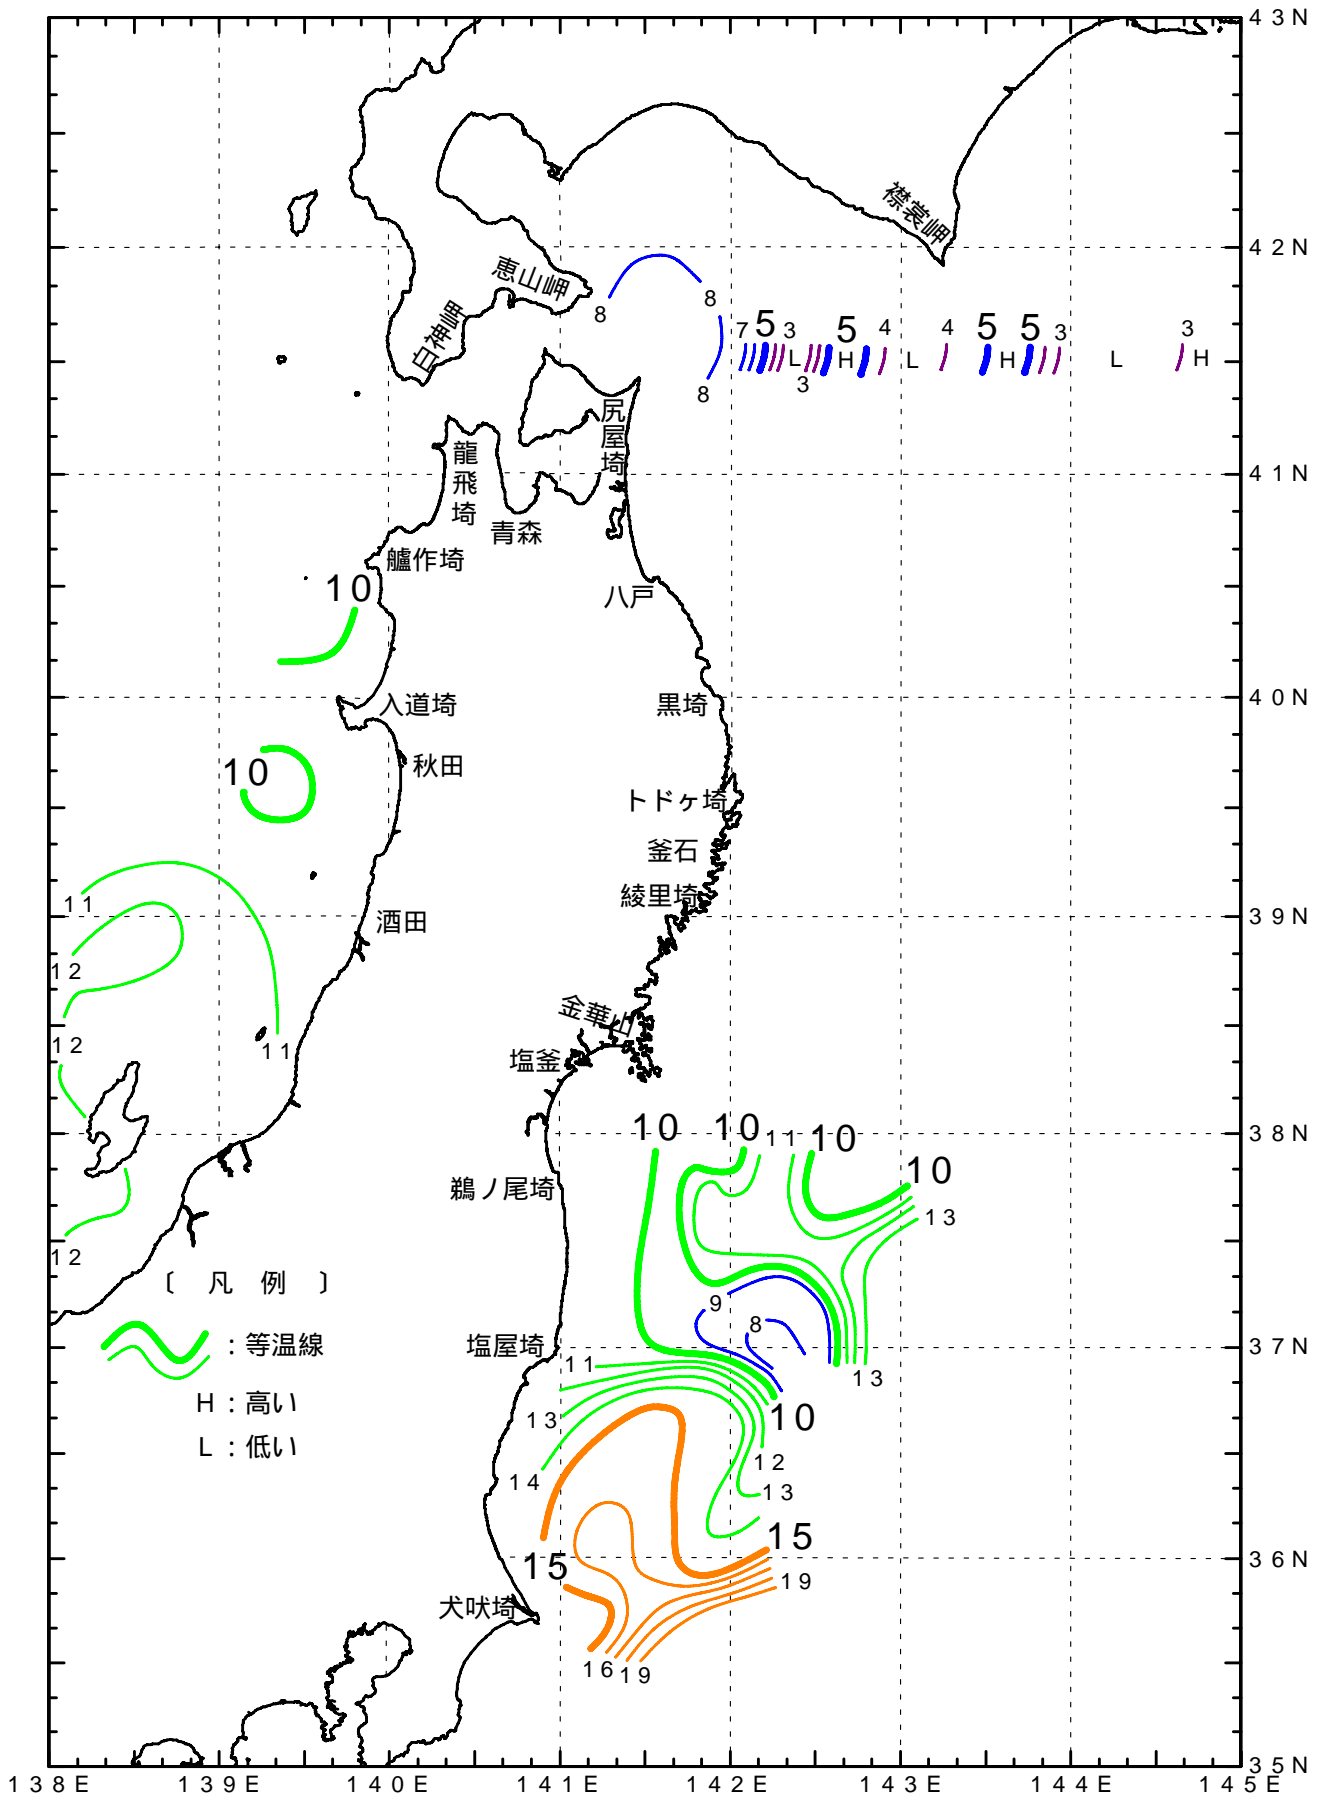 43N
襟裳岬
42N
恵山岬
8
8
白神岬
7 5 3 5 4 4 5 5 3 3
L H L H L H
8
3
尻屋埼
41N
龍飛埼
青森
艫作埼
10
八戸
40N
入道埼
黒埼
秋田
10
トドヶ埼
釜石
綾里埼
11
39N
酒田
12
金華山
12
11
塩釜
10 10 11 10
38N
10
鵜ノ尾埼
13
12
〔 凡 例 〕
9
8
:等温線
塩屋埼
37N
11
13
H:高い
13
10
L:低い
12
14
13
15
15
36N
19
犬吠埼
16 19
35N
138E 139E 140E 141E 142E 143E 144E 145E